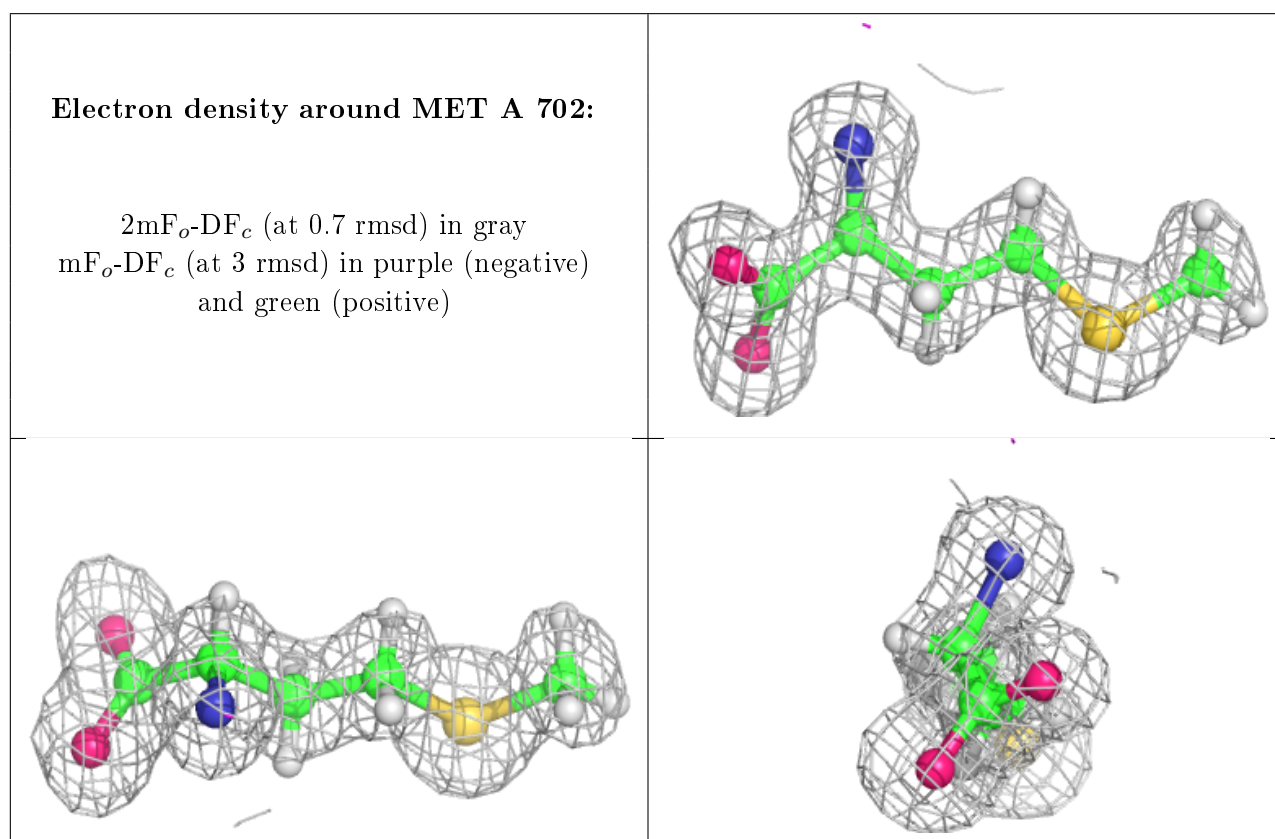 Electron density around MET A 702:
2mFo-DFc (at 0.7 rmsd) in gray
mFo-DFc (at 3 rmsd) in purple (negative)
and green (positive)